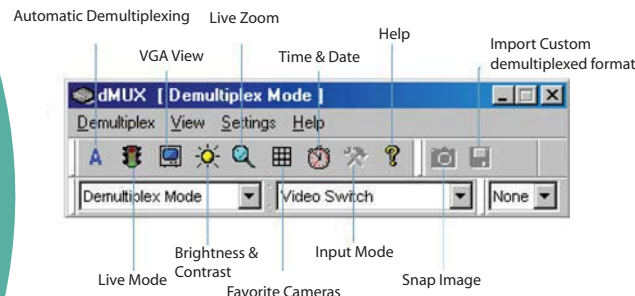 Automatic Demultiplexing
Live Zoom
Help
VGA View
Time & Date
Import Custom
demultiplexed format
dMUX [ Demultiplex Mode ]
Demultiplex View Settings Help
A
?
Demultiplex Mode
Video Switch
None
Live Mode
Brightness &
Contrast
Favorite Cameras
Input Mode
Snap Image